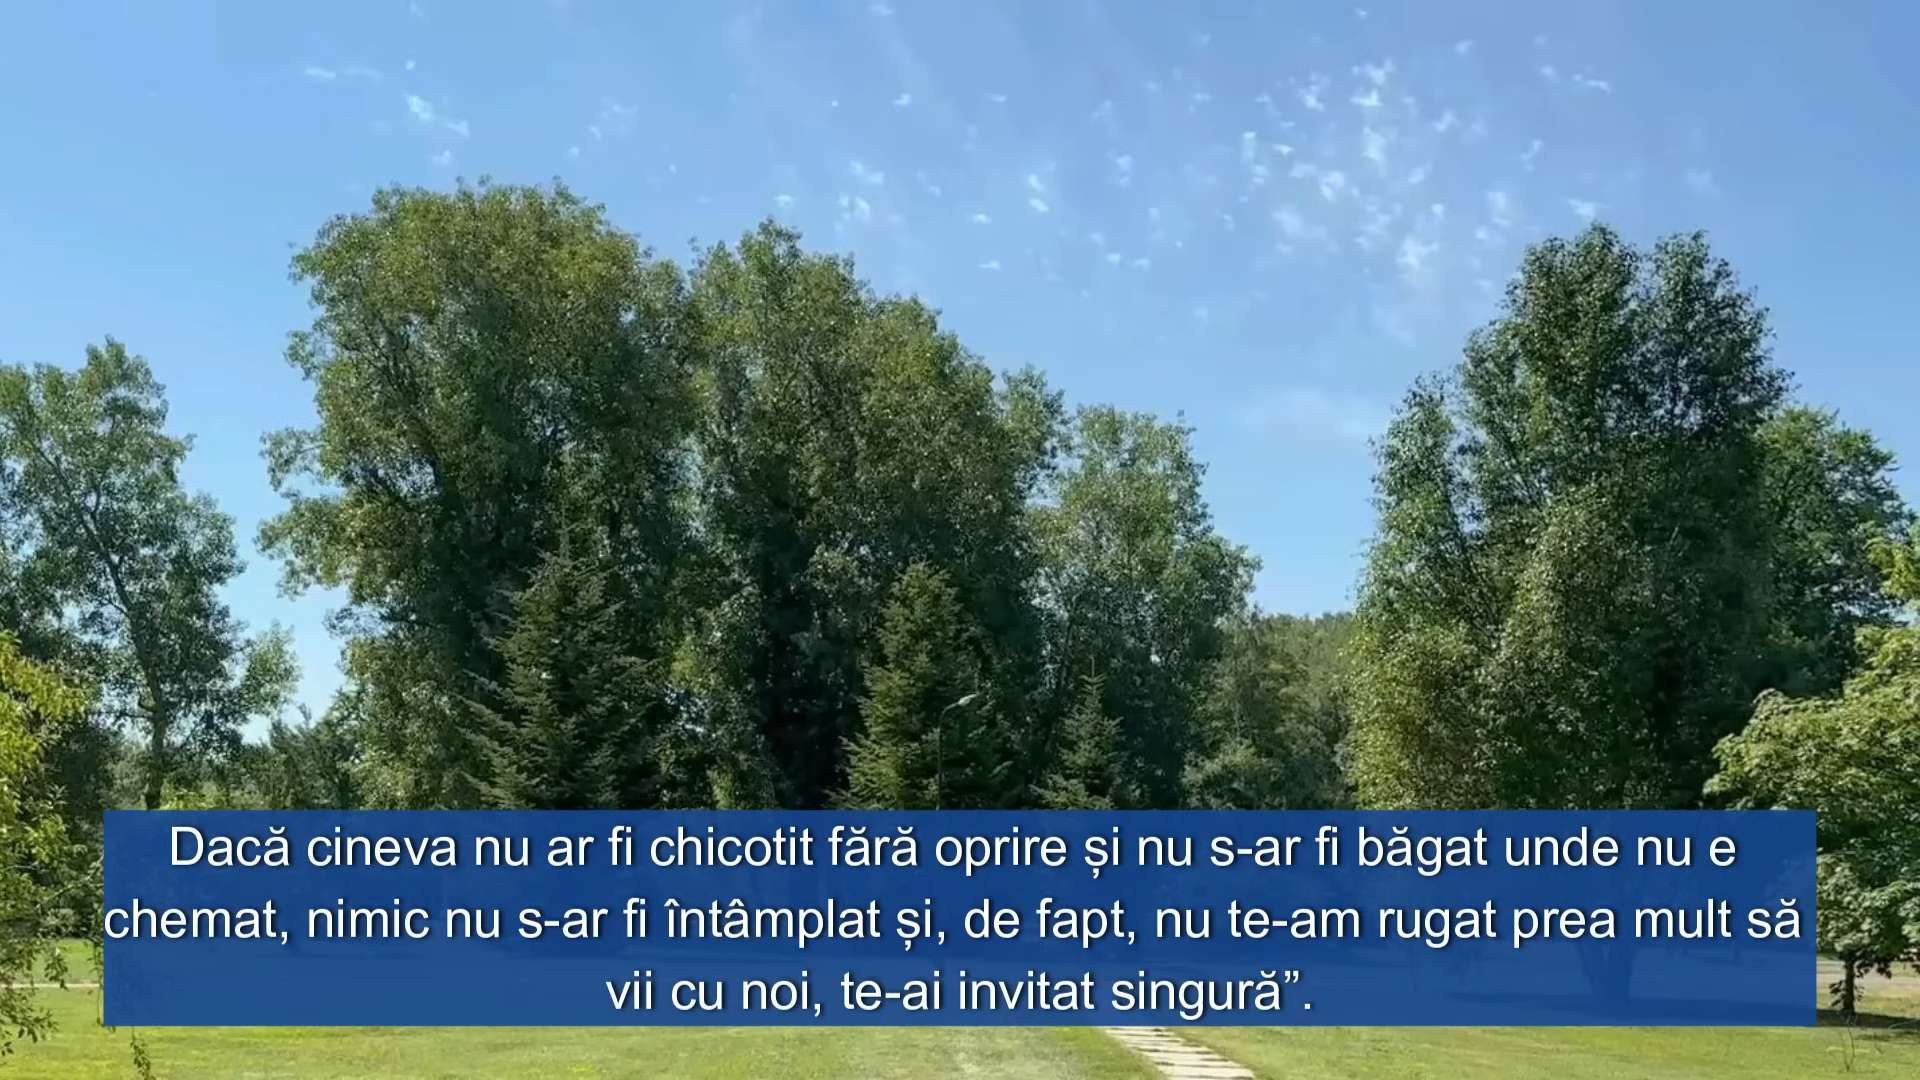 Dacă cineva nu ar fi chicotit fără oprire și nu s-ar fi băgat unde nu e
chemat, nimic nu s-ar fi întâmplat și, de fapt, nu te-am rugat prea mult să
vii cu noi, te-ai invitat singură”.